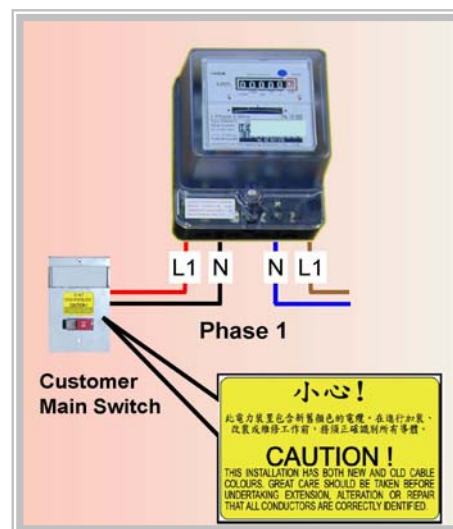 00000
L1 N N L1
Phase 1
CAUTION !
Customer
Main Switch
小心!
此電力裝置包含新舊顏色的電纜。在進行加裝、
改裝或維修工作前，務須正確識別所有導體。
CAUTION !
THIS INSTALLATION HAS BOTH NEW AND OLD CABLE
COLOURS. GREAT CARE SHOULD BE TAKEN BEFORE
UNDERTAKING EXTENSION, ALTERATION OR REPAIR
THAT ALL CONDUCTORS ARE CORRECTLY IDENTIFIED.